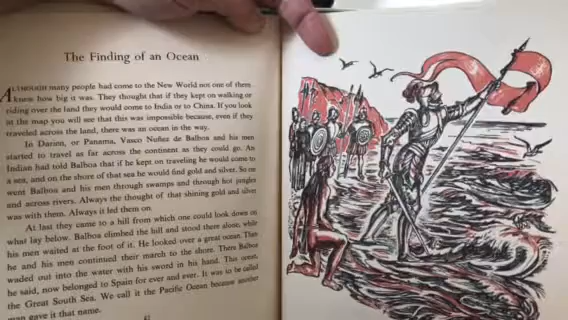 The Finding of an Ocean
ALTHOUGH many people had come to the New World not one of them
knew how big it was. They thought that if they kept on walking or
riding over the land they would come to India or to China. If you look
at the map you will see that this was impossible because, even if they
traveled across the land, there was an ocean in the way.
In Darien, or Panama, Vasco Nuñez de Balboa and his men
started to travel as far across the continent as they could go. An
Indian had told Balboa that if he kept on traveling he would come to
a sea, and on the shore of that sea he would find gold and silver. So on
went Balboa and his men through swamps and through hot jungles
and across rivers. Always the thought of that shining gold and silver
was with them. Always it led them on.
At last they came to a hill from which one could look down on
what lay below. Balboa climbed the hill and stood there alone, while
his men waited at the foot of it. He looked over a great ocean. Then
he and his men continued their march to the shore. There Balboa
waded out into the water with his sword in his hand. This ocean,
he said, now belonged to Spain for ever and ever. It was to be called
the Great South Sea. We call it the Pacific Ocean because another
man gave it that name.